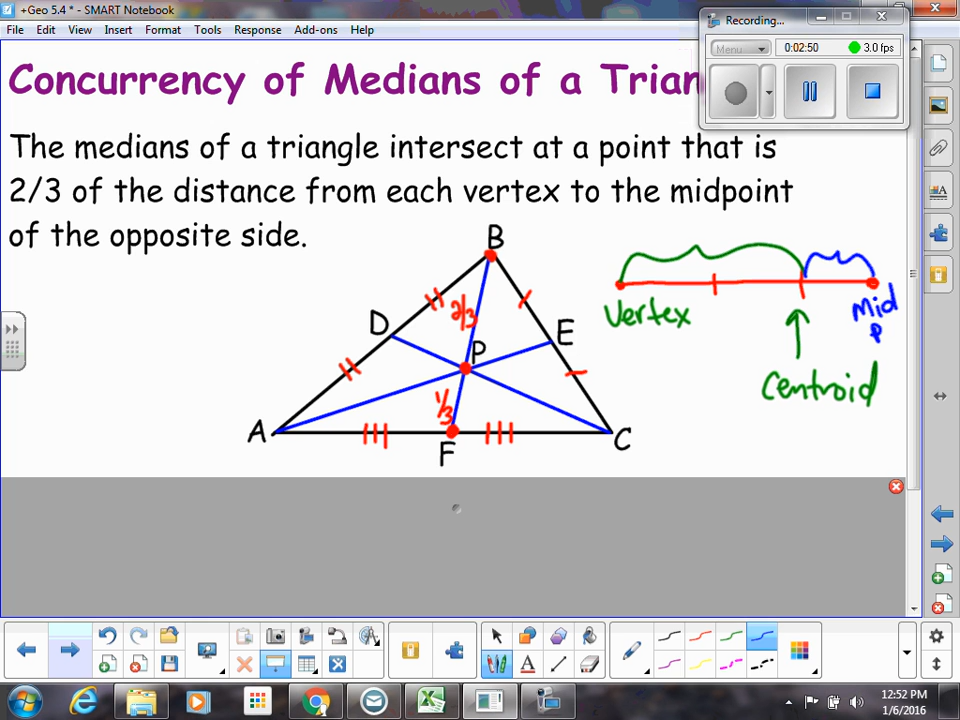 +Geo 5.4 * - SMART Notebook
File Edit View Insert Format Tools Response Add-ons Help
Recording...
Menu 0:02:50 3.0 fps
Concurrency of Medians of a Trian
The medians of a triangle intersect at a point that is
2/3 of the distance from each vertex to the midpoint
of the opposite side.
B
D
2/3
E
P
1/3
A
F
C
Vertex
Mid
P
Centroid
12:52 PM
1/6/2016